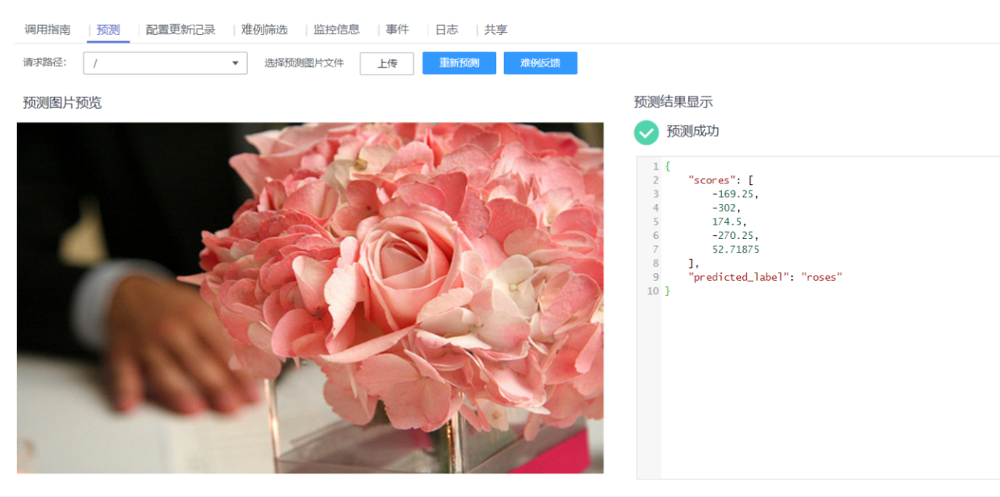 调用指南 预测 配置更新记录 难例筛选 监控信息 事件 日志 共享
请求路径: / 选择预测图片文件 上传 重新预测 难例反馈
预测图片预览
预测结果显示
预测成功
1 {
2 "scores": [
3 -169.25,
4 -302,
5 174.5,
6 -270.25,
7 52.71875
8 ],
9 "predicted_label": "roses"
10 }